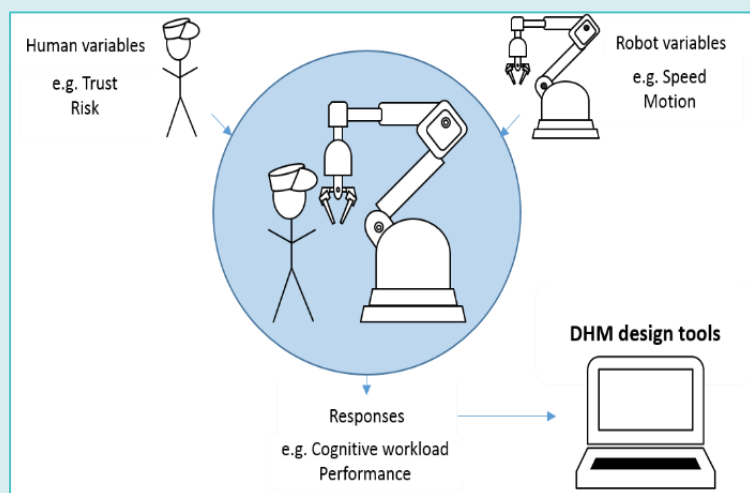 Human variables
e.g. Trust
Risk
Robot variables
e.g. Speed
Motion
DHM design tools
Responses
e.g. Cognitive workload
Performance